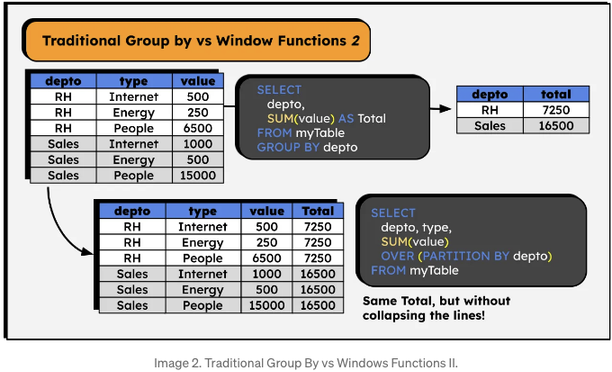 Traditional Group by vs Window Functions 2
depto type value
RH Internet 500
RH Energy 250
RH People 6500
Sales Internet 1000
Sales Energy 500
Sales People 15000
SELECT
depto,
SUM(value) AS Total
FROM myTable
GROUP BY depto
depto total
RH 7250
Sales 16500
depto type value Total
RH Internet 500 7250
RH Energy 250 7250
RH People 6500 7250
Sales Internet 1000 16500
Sales Energy 500 16500
Sales People 15000 16500
SELECT
depto, type,
SUM(value)
OVER (PARTITION BY depto)
FROM myTable
Same Total, but without
collapsing the lines!
Image 2. Traditional Group By vs Windows Functions II.